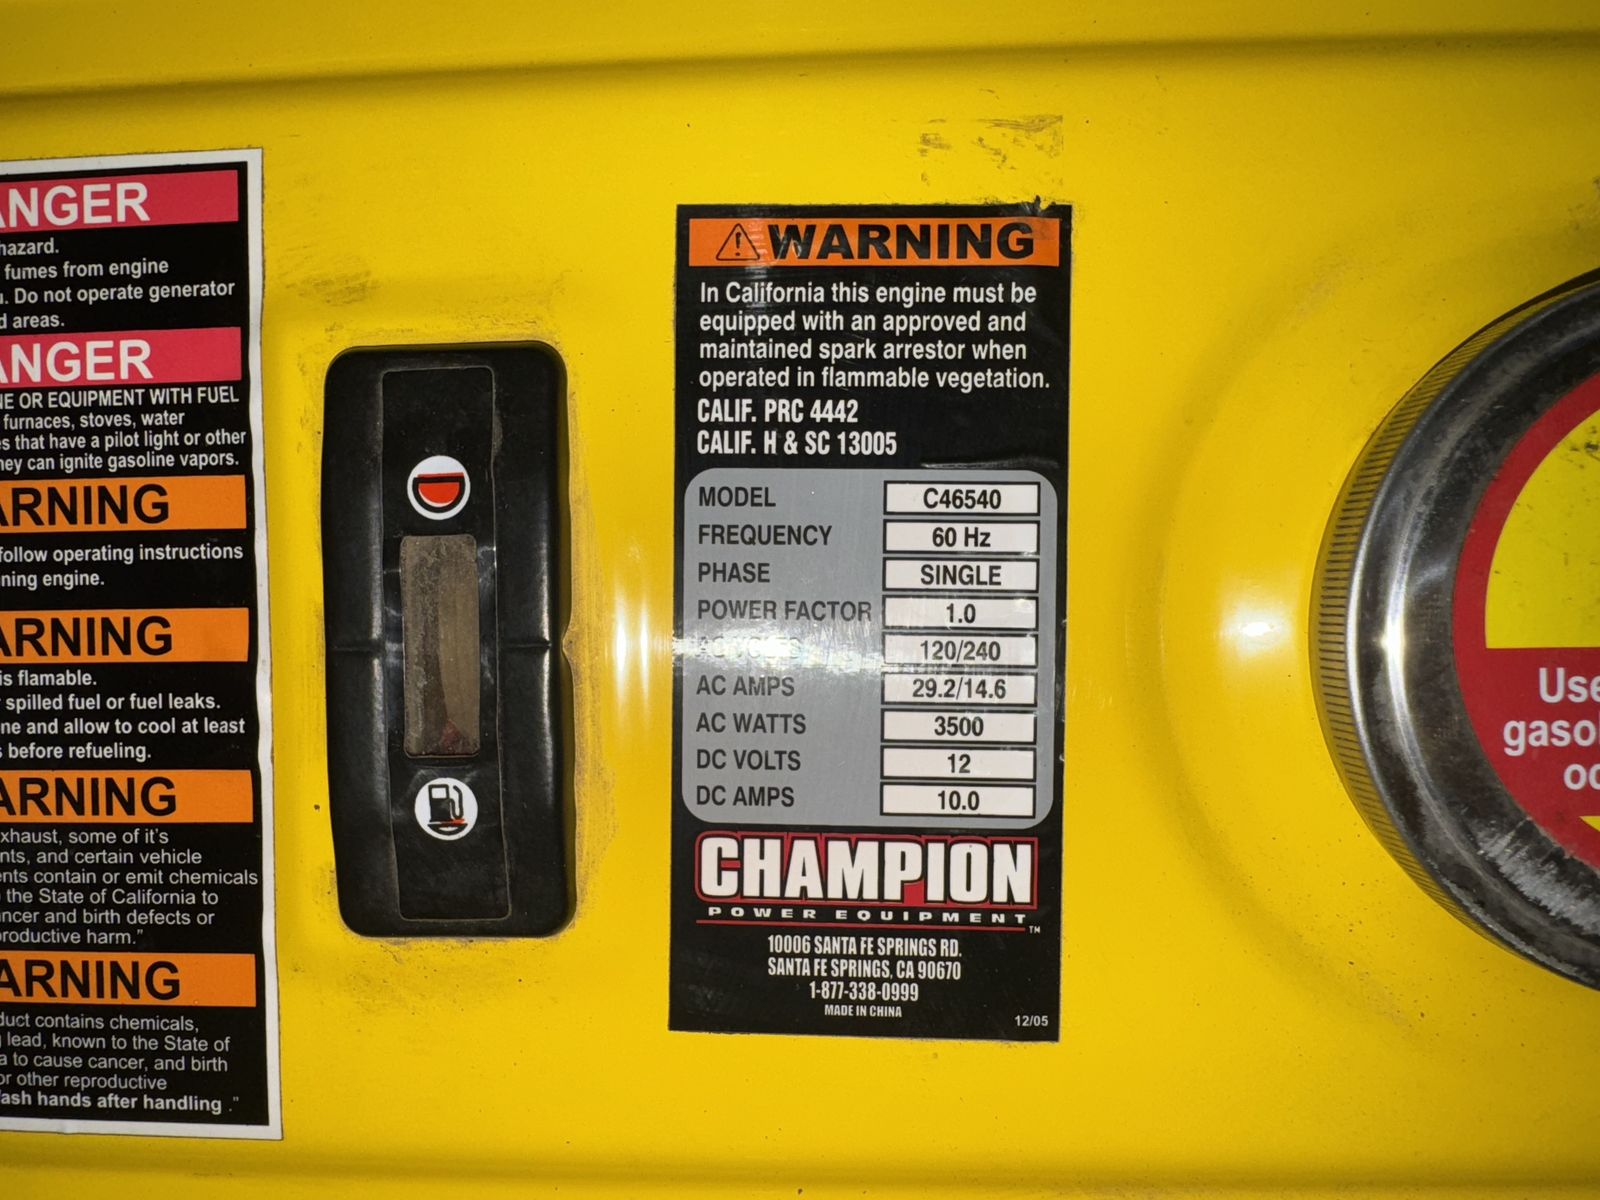 ANGER
hazard.
fumes from engine
. Do not operate generator
d areas.
ANGER
NE OR EQUIPMENT WITH FUEL
furnaces, stoves, water
es that have a pilot light or other
hey can ignite gasoline vapors.
ARNING
follow operating instructions
ning engine.
ARNING
is flamable.
spilled fuel or fuel leaks.
ne and allow to cool at least
s before refueling.
ARNING
xhaust, some of it's
nts, and certain vehicle
ents contain or emit chemicals
the State of California to
ncer and birth defects or
productive harm."
ARNING
duct contains chemicals,
lead, known to the State of
a to cause cancer, and birth
or other reproductive
ash hands after handling ."
WARNING
In California this engine must be
equipped with an approved and
maintained spark arrestor when
operated in flammable vegetation.
CALIF. PRC 4442
CALIF. H & SC 13005
MODEL C46540
FREQUENCY 60 Hz
PHASE SINGLE
POWER FACTOR 1.0
AC VOLTS 120/240
AC AMPS 29.2/14.6
AC WATTS 3500
DC VOLTS 12
DC AMPS 10.0
CHAMPION
POWER EQUIPMENT™
10006 SANTA FE SPRINGS RD.
SANTA FE SPRINGS, CA 90670
1-877-338-0999
MADE IN CHINA
12/05
Use
gasol
oc